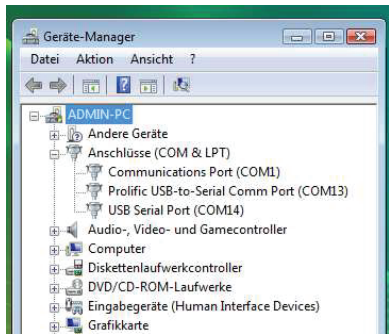 Geräte-Manager
Datei Aktion Ansicht ?
ADMIN-PC
Andere Geräte
Anschlüsse (COM & LPT)
Communications Port (COM1)
Prolific USB-to-Serial Comm Port (COM13)
USB Serial Port (COM14)
Audio-, Video- und Gamecontroller
Computer
Diskettenlaufwerkcontroller
DVD/CD-ROM-Laufwerke
Eingabegeräte (Human Interface Devices)
Grafikkarte